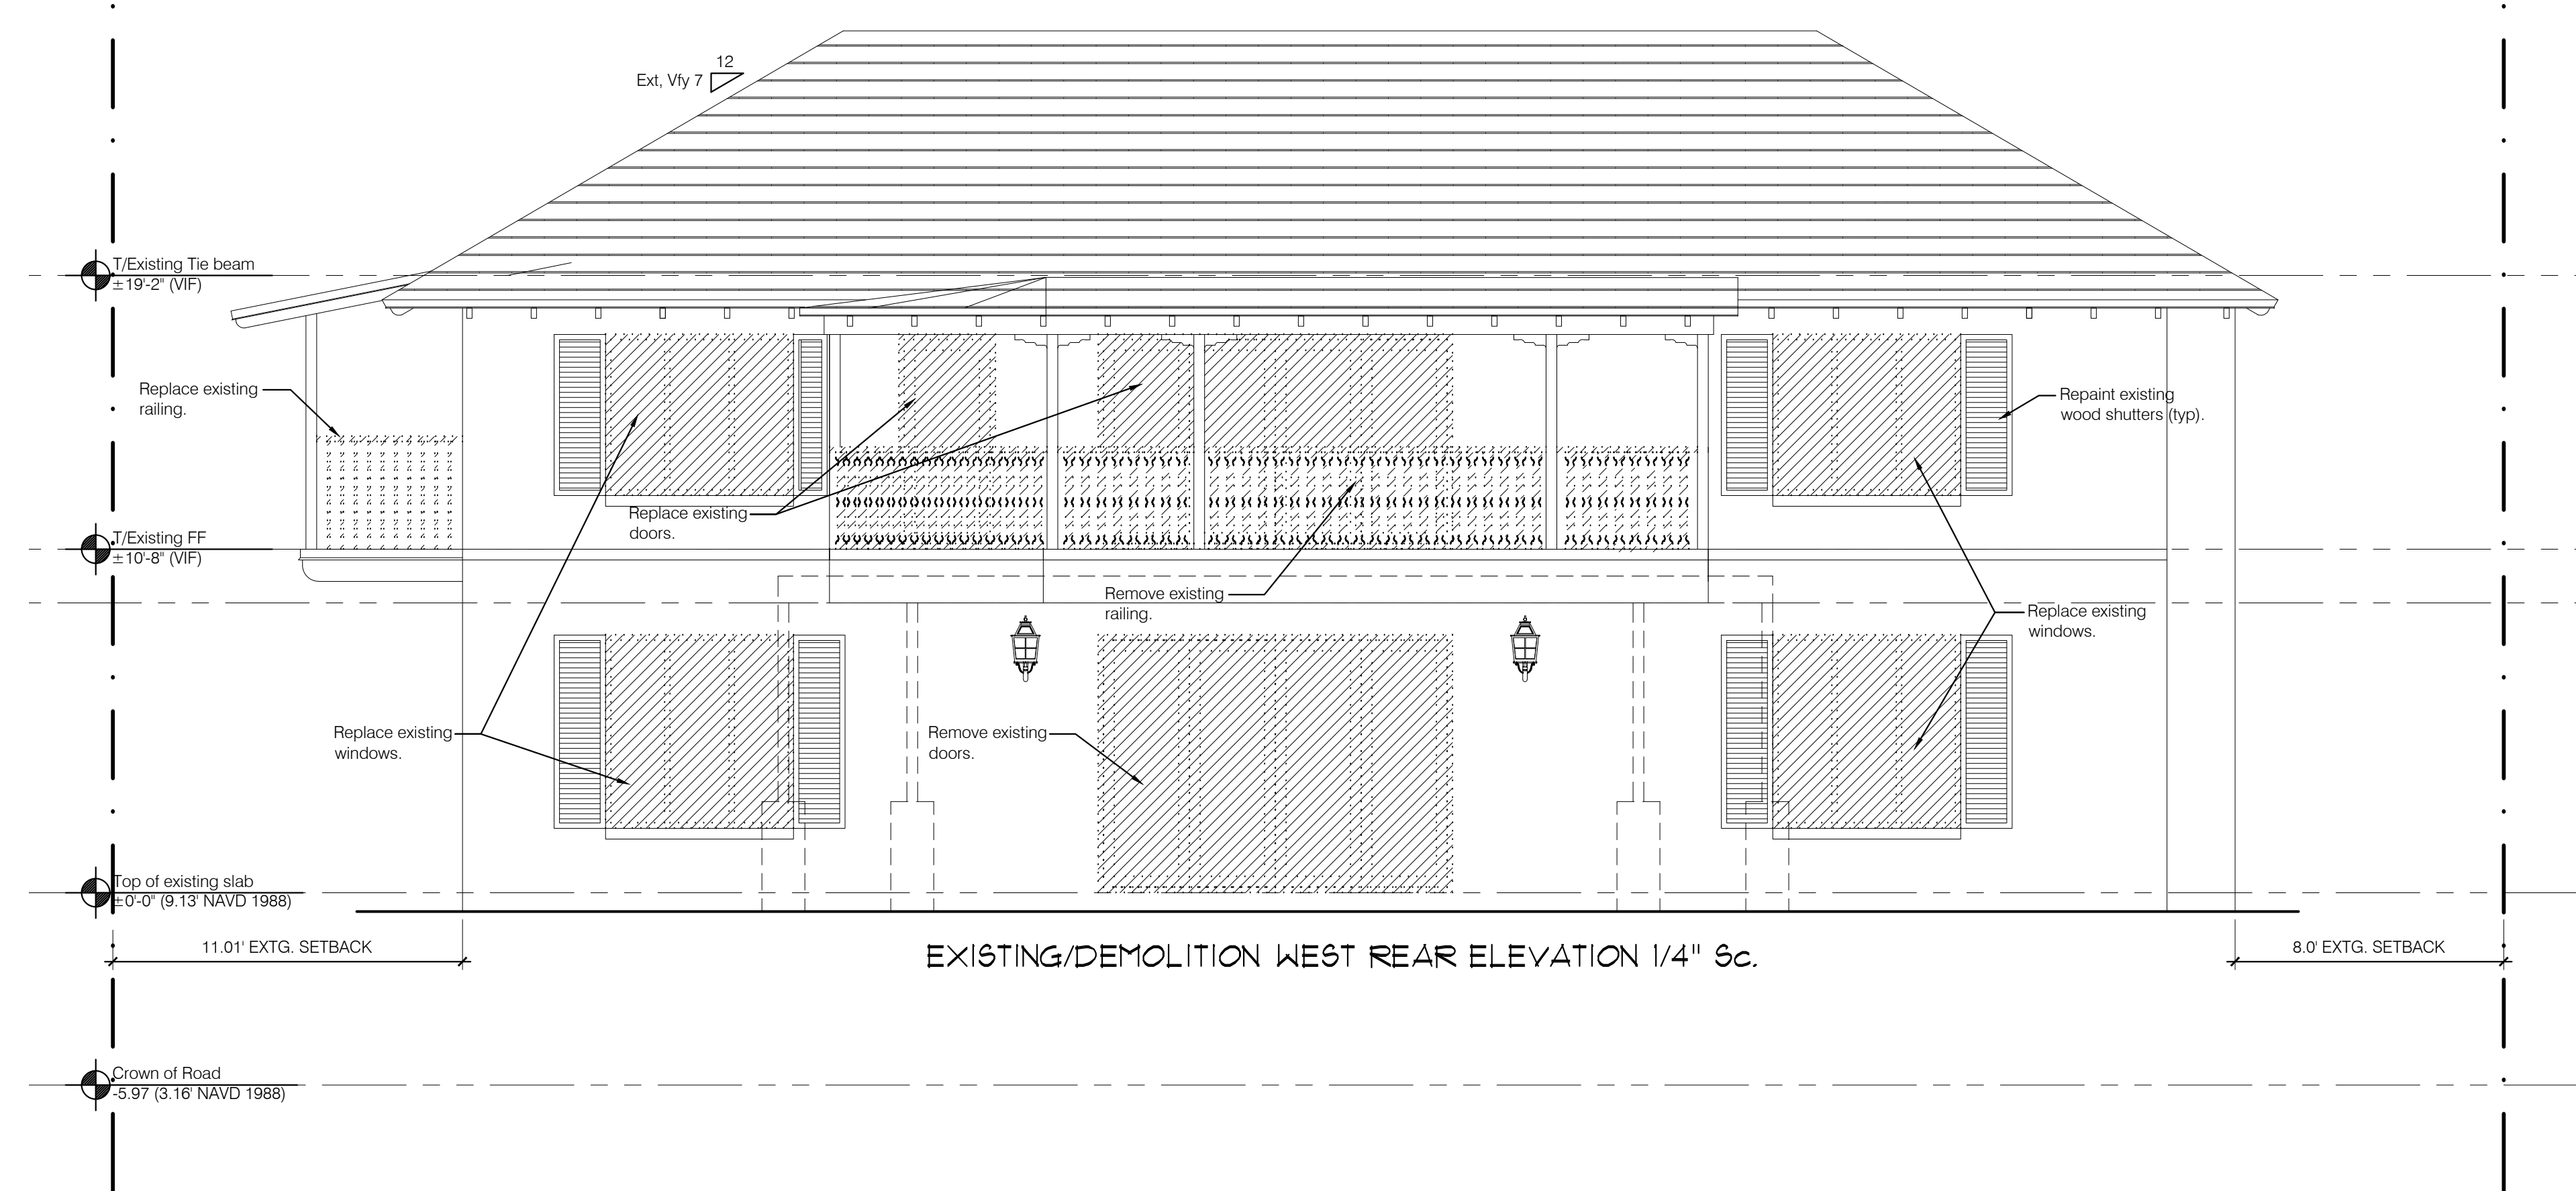 12
Ext, Vfy 7
T/Existing Tie beam
±19'-2" (VIF)
Replace existing
railing.
Repaint existing
wood shutters (typ).
Replace existing
doors.
T/Existing FF
±10'-8" (VIF)
Remove existing
railing.
Replace existing
windows.
Replace existing
windows.
Remove existing
doors.
Top of existing slab
±0'-0" (9.13' NAVD 1988)
11.01' EXTG. SETBACK
EXISTING/DEMOLITION WEST REAR ELEVATION 1/4" Sc.
8.0' EXTG. SETBACK
Crown of Road
-5.97 (3.16' NAVD 1988)